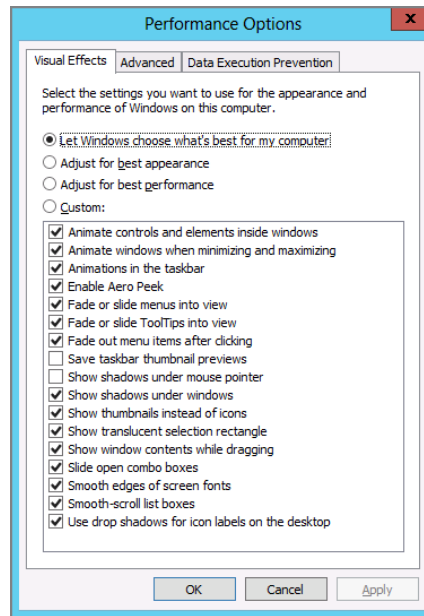 Performance Options
x
Visual Effects Advanced Data Execution Prevention
Select the settings you want to use for the appearance and
performance of Windows on this computer.
Let Windows choose what's best for my computer
Adjust for best appearance
Adjust for best performance
Custom:
Animate controls and elements inside windows
Animate windows when minimizing and maximizing
Animations in the taskbar
Enable Aero Peek
Fade or slide menus into view
Fade or slide ToolTips into view
Fade out menu items after clicking
Save taskbar thumbnail previews
Show shadows under mouse pointer
Show shadows under windows
Show thumbnails instead of icons
Show translucent selection rectangle
Show window contents while dragging
Slide open combo boxes
Smooth edges of screen fonts
Smooth-scroll list boxes
Use drop shadows for icon labels on the desktop
OK Cancel Apply